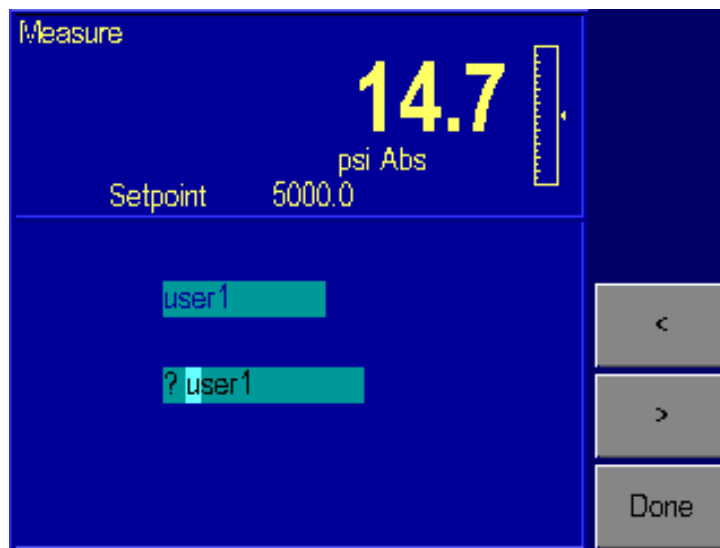 Measure
14.7
psi Abs
Setpoint 5000.0
user1
? user1
<
>
Done